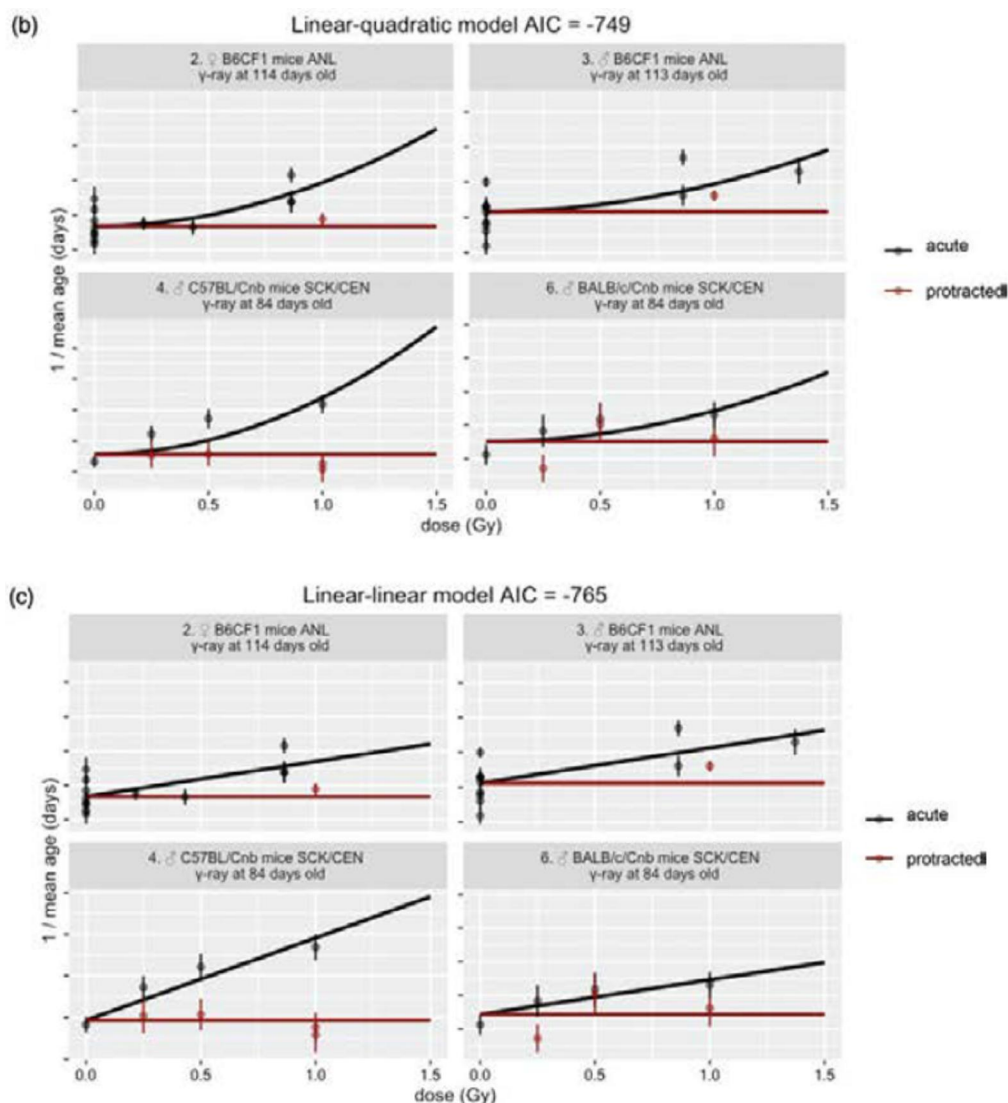 (b)
Linear-quadratic model AIC = -749
2. ♀ B6CF1 mice ANL
γ-ray at 114 days old
3. ♂ B6CF1 mice ANL
γ-ray at 113 days old
4. ♂ C57BL/Cnb mice SCK/CEN
γ-ray at 84 days old
6. ♂ BALB/c/Cnb mice SCK/CEN
γ-ray at 84 days old
1 / mean age (days)
0.0 0.5 1.0 1.5 0.0 0.5 1.0 1.5
dose (Gy)
acute
protractedl
(c)
Linear-linear model AIC = -765
2. ♀ B6CF1 mice ANL
γ-ray at 114 days old
3. ♂ B6CF1 mice ANL
γ-ray at 113 days old
4. ♂ C57BL/Cnb mice SCK/CEN
γ-ray at 84 days old
6. ♂ BALB/c/Cnb mice SCK/CEN
γ-ray at 84 days old
1 / mean age (days)
0.0 0.5 1.0 1.5 0.0 0.5 1.0 1.5
dose (Gy)
acute
protractedl